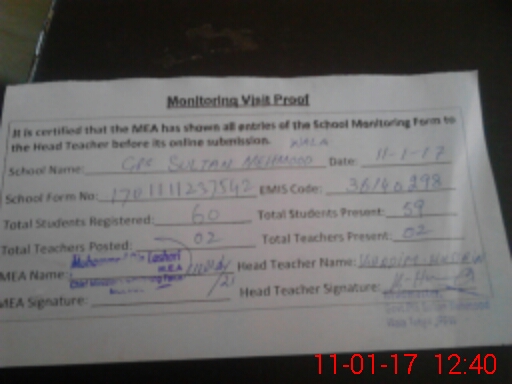 Monitoring Visit Proof
It is certified that the MEA has shown all entries of the School Monitoring Form to
the Head Teacher before its online submission.
WALA
School Name: GPS SULTAN MEHMOOD Date: 11-1-17
School Form No: EMIS Code: 36140298
Total Students Registered: 60 Total Students Present: 59
Total Teachers Posted: 02 Total Teachers Present: 02
MEA Name: Muhammad Lashari M.E.A Head Teacher Name:
MEA Signature: Head Teacher Signature:
11-01-17 12:40